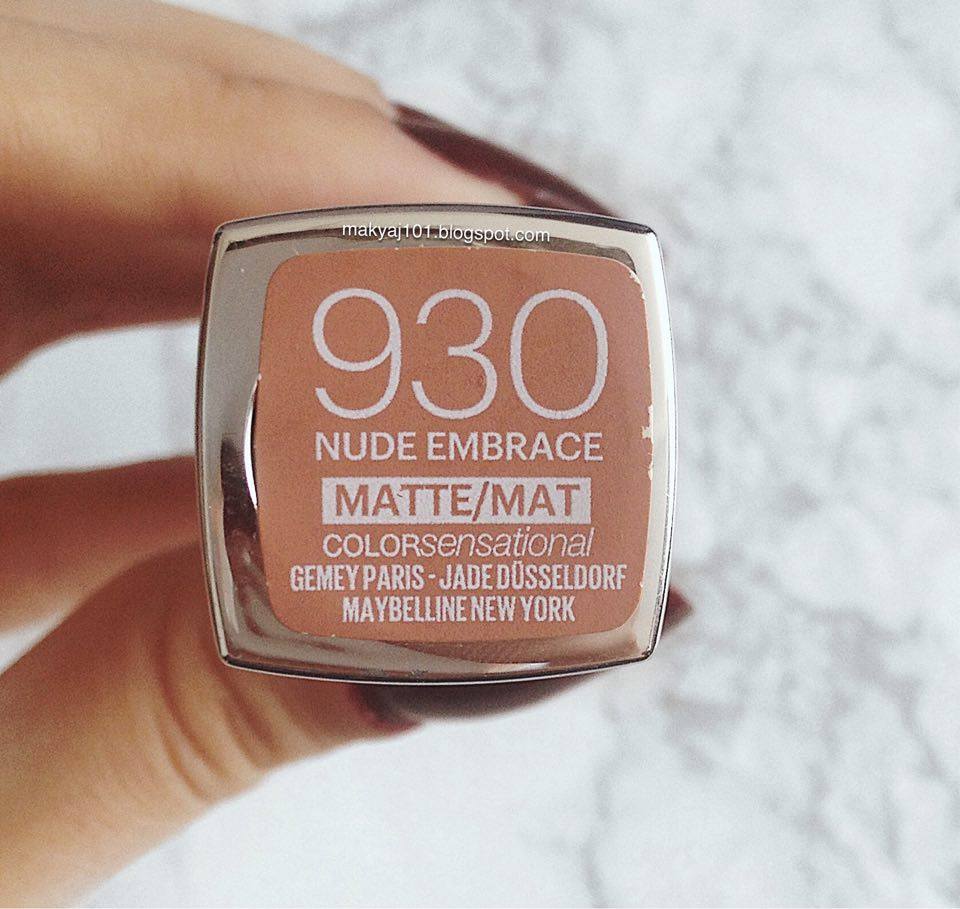 makyaj101.blogspot.com
930
NUDE EMBRACE
MATTE/MAT
COLORsensational
GEMEY PARIS - JADE DÜSSELDORF
MAYBELLINE NEW YORK